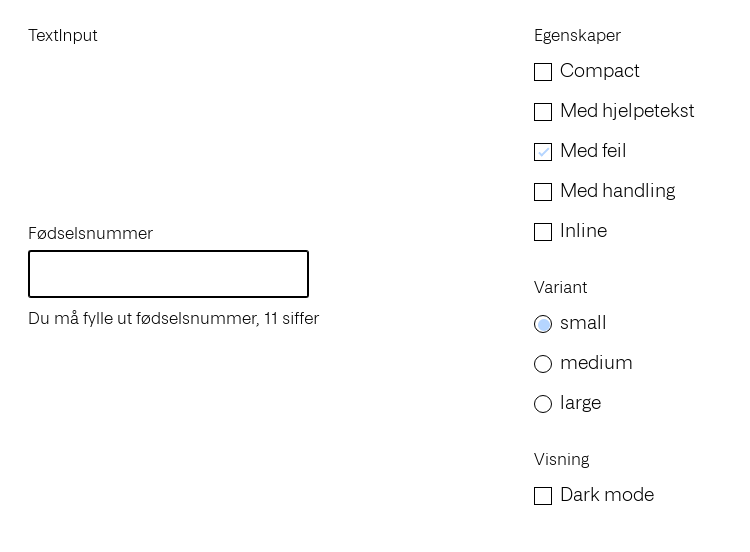 TextInput
Fødselsnummer
Du må fylle ut fødselsnummer, 11 siffer
Egenskaper
Compact
Med hjelpetekst
Med feil
Med handling
Inline
Variant
small
medium
large
Visning
Dark mode